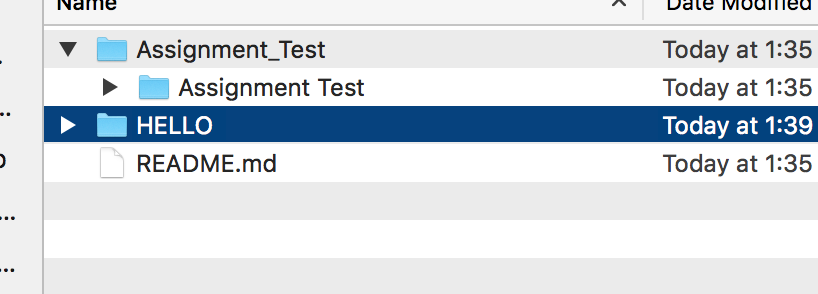 Name Date Modified
Assignment_Test Today at 1:35
Assignment Test Today at 1:35
HELLO Today at 1:39
README.md Today at 1:35